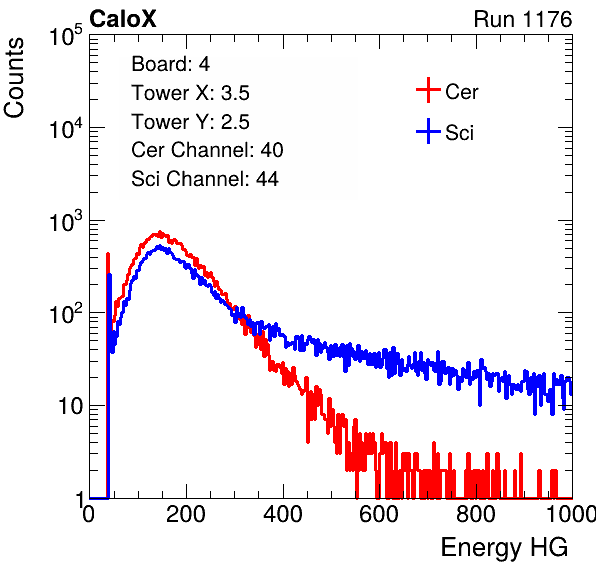 CaloX Run 1176
Counts
10^5
10^4
10^3
10^2
10
1
Board: 4
Tower X: 3.5
Tower Y: 2.5
Cer Channel: 40
Sci Channel: 44
Cer
Sci
0 200 400 600 800 1000
Energy HG